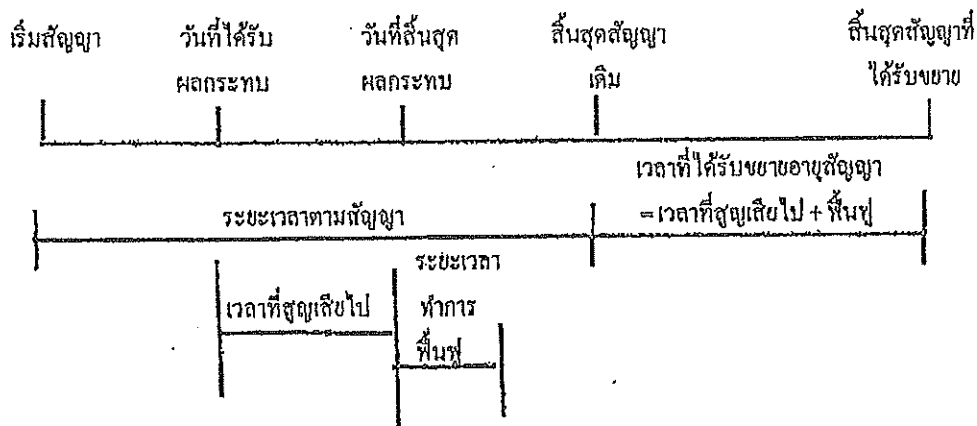 เริ่มสัญญา
วันที่ได้รับ
ผลกระทบ
วันที่สิ้นสุด
ผลกระทบ
สิ้นสุดสัญญา
เดิม
สิ้นสุดสัญญาที่
ได้รับขยาย
เวลาที่ได้รับขยายอายุสัญญา
=เวลาที่สูญเสียไป + ฟื้นฟู
ระยะเวลาตามสัญญา
เวลาที่สูญเสียไป
ระยะเวลา
ทำการ
ฟื้นฟู